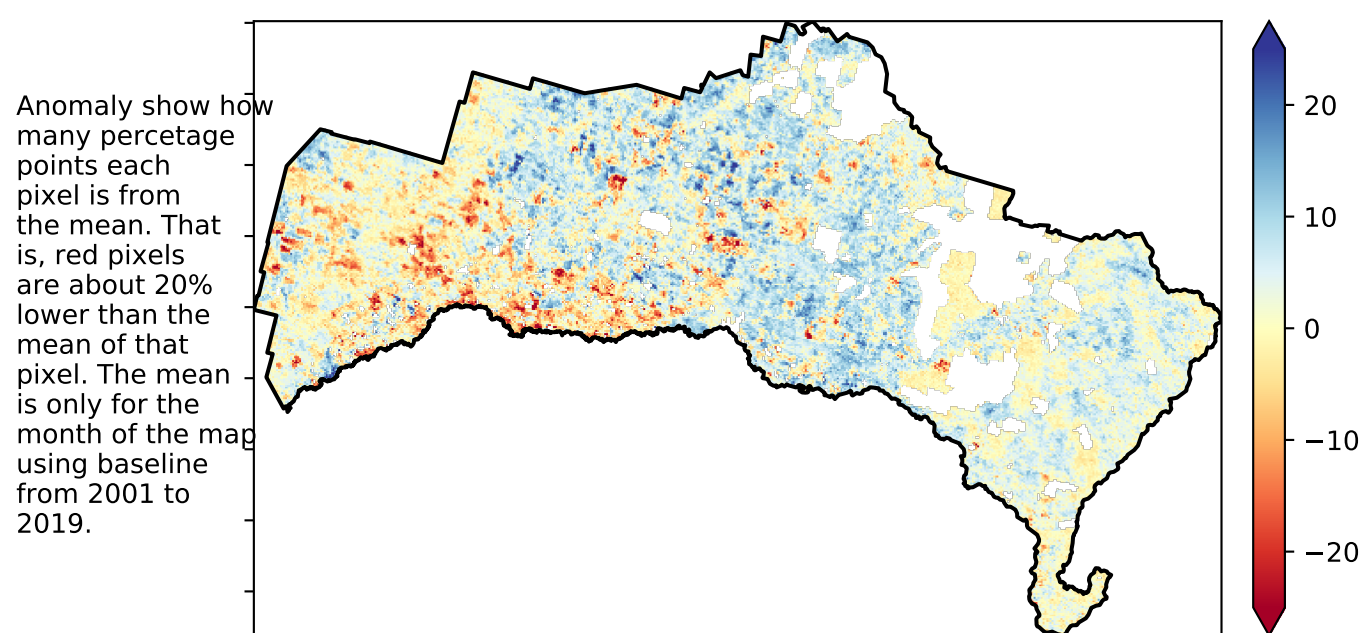 Anomaly show how
many percetage
points each
pixel is from
the mean. That
is, red pixels
are about 20%
lower than the
mean of that
pixel. The mean
is only for the
month of the map
using baseline
from 2001 to
2019.
20
10
0
−10
−20